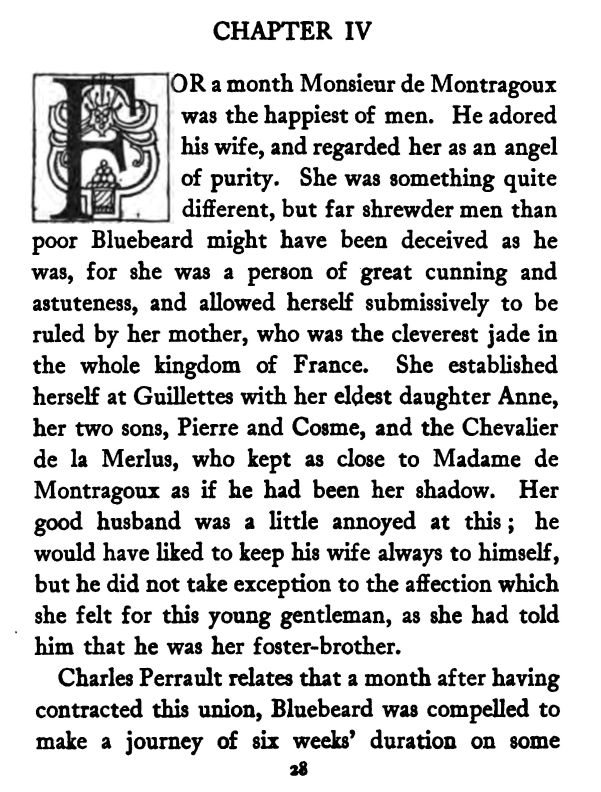 CHAPTER IV
FOR a month Monsieur de Montragoux
was the happiest of men. He adored
his wife, and regarded her as an angel
of purity. She was something quite
different, but far shrewder men than
poor Bluebeard might have been deceived as he
was, for she was a person of great cunning and
astuteness, and allowed herself submissively to be
ruled by her mother, who was the cleverest jade in
the whole kingdom of France. She established
herself at Guillettes with her eldest daughter Anne,
her two sons, Pierre and Cosme, and the Chevalier
de la Merlus, who kept as close to Madame de
Montragoux as if he had been her shadow. Her
good husband was a little annoyed at this ; he
would have liked to keep his wife always to himself,
but he did not take exception to the affection which
she felt for this young gentleman, as she had told
him that he was her foster-brother.
Charles Perrault relates that a month after having
contracted this union, Bluebeard was compelled to
make a journey of six weeks' duration on some
28